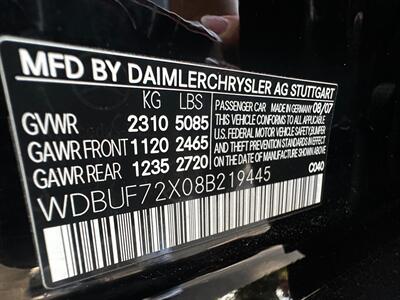 MFD BY DAIMLERCHRYSLER AG STUTTGART
KG LBS
GVWR 2310 5085
GAWR FRONT 1120 2465
GAWR REAR 1235 2720
PASSENGER CAR MADE IN GERMANY 08/07
THIS VEHICLE CONFORMS TO ALL APPLICABLE
U.S. FEDERAL MOTOR VEHICLE SAFETY, BUMPER
AND THEFT PREVENTION STANDARDS IN EFFECT
ON THE DATE OF MANUFACTURE SHOWN ABOVE.
C040
WDBUF72X08B219445